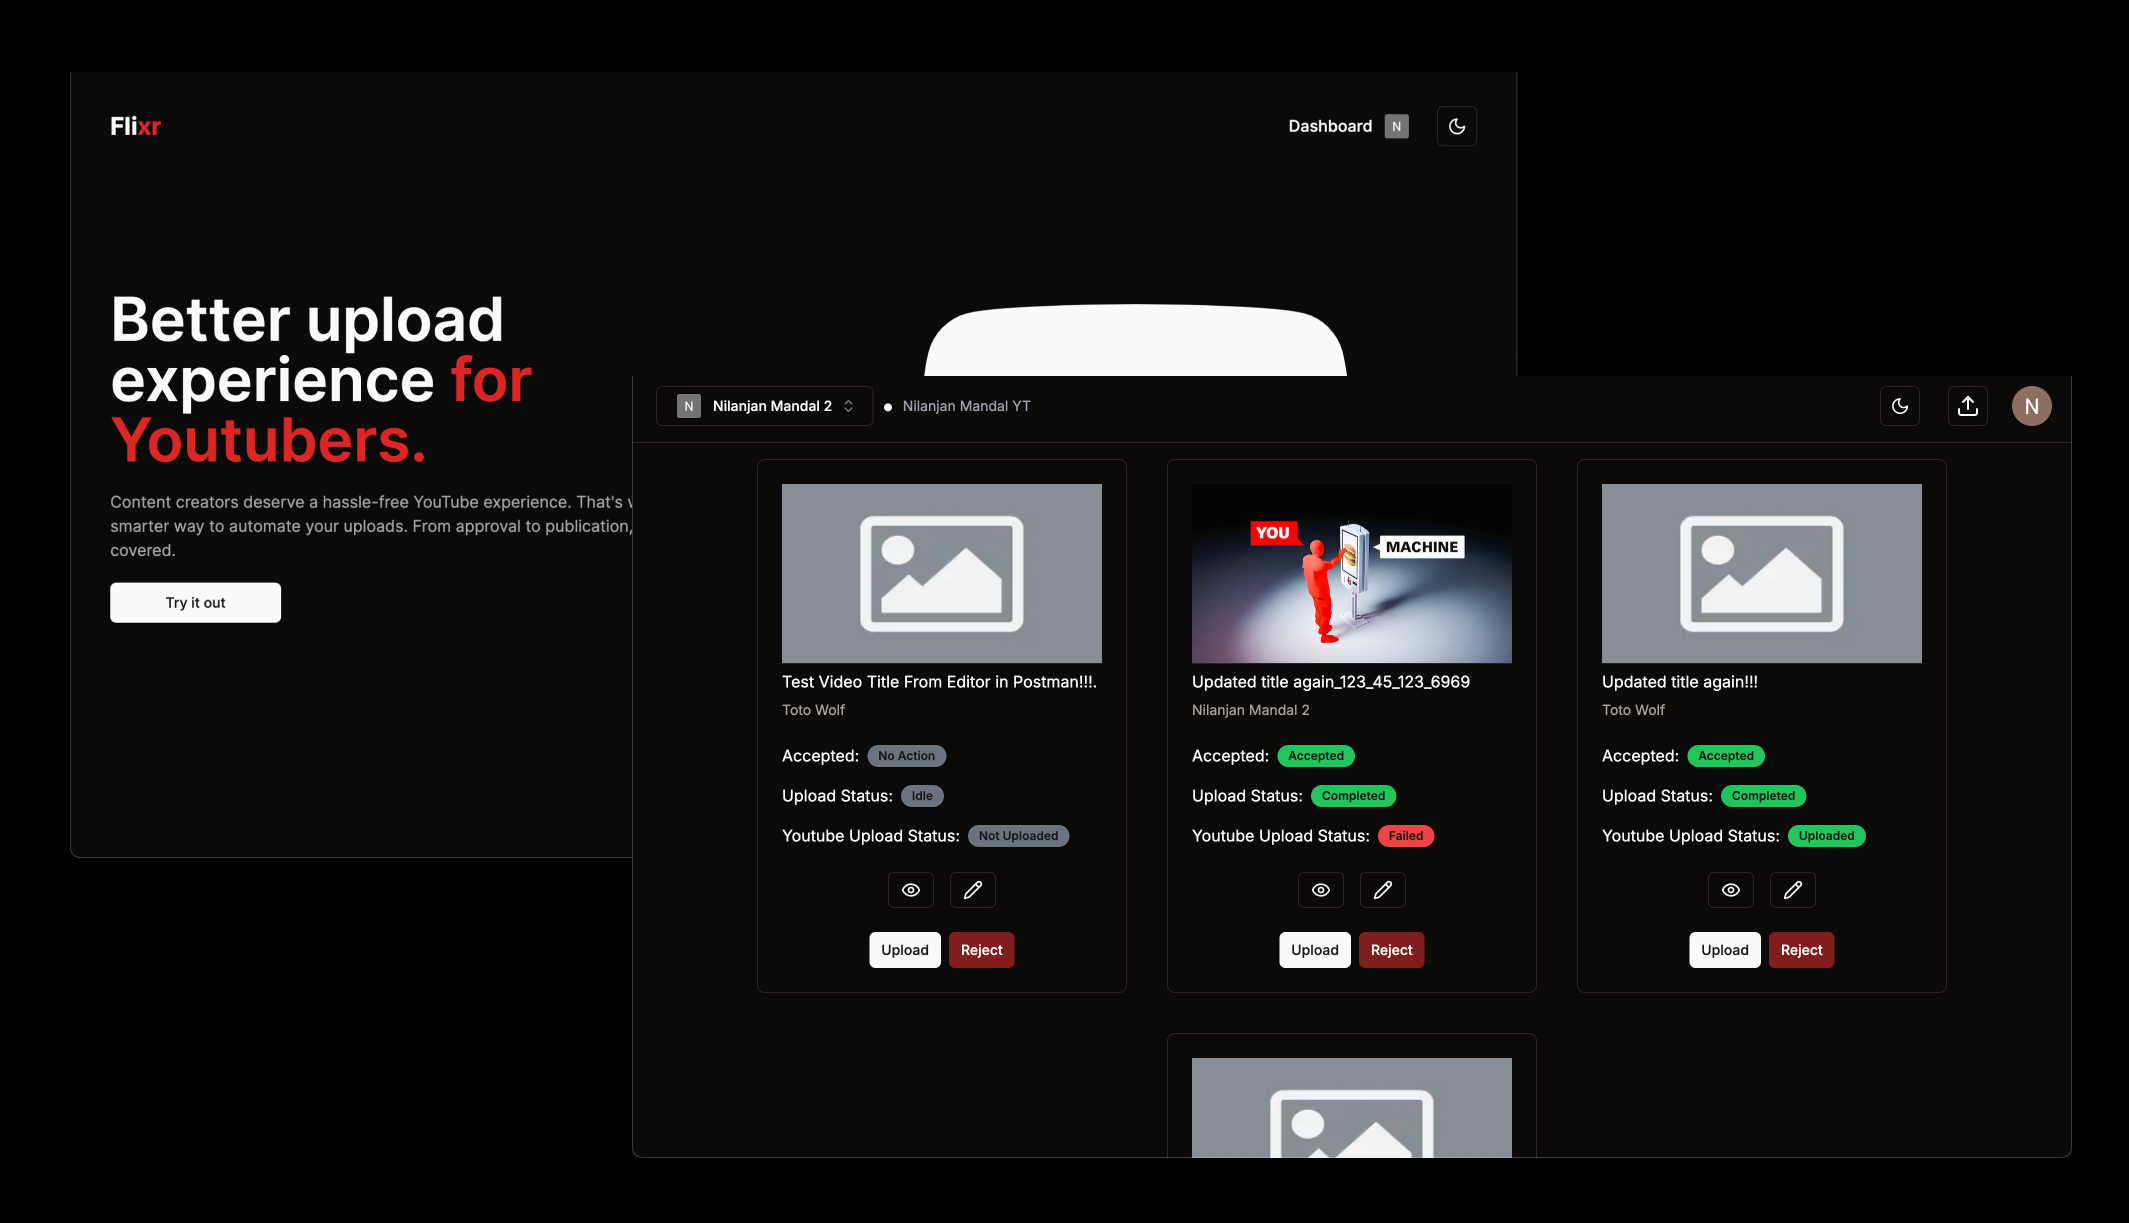 Flixr
Dashboard N
Better upload
experience for
Youtubers.
Content creators deserve a hassle-free YouTube experience. That's
smarter way to automate your uploads. From approval to publication,
covered.
Try it out
N Nilanjan Mandal 2
Nilanjan Mandal YT
N
YOU
MACHINE
Test Video Title From Editor in Postman!!!.
Toto Wolf
Accepted: No Action
Upload Status: Idle
Youtube Upload Status: Not Uploaded
Upload Reject
Updated title again_123_45_123_6969
Nilanjan Mandal 2
Accepted: Accepted
Upload Status: Completed
Youtube Upload Status: Failed
Upload Reject
Updated title again!!!
Toto Wolf
Accepted: Accepted
Upload Status: Completed
Youtube Upload Status: Uploaded
Upload Reject